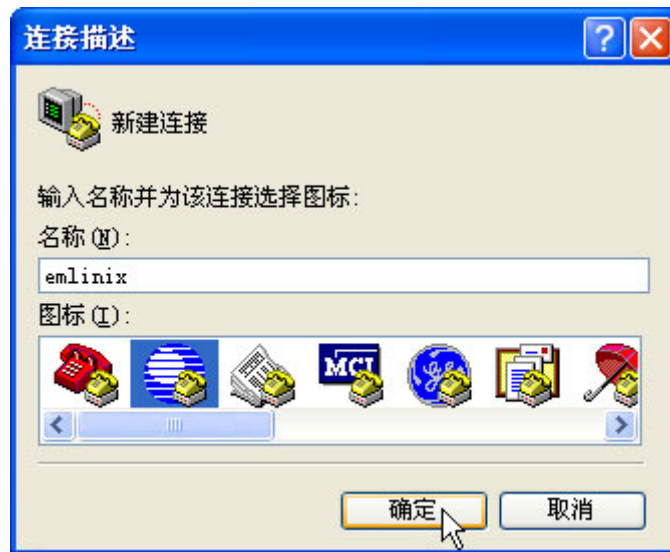 连接描述
新建连接
输入名称并为该连接选择图标:
名称(N):
emlinix
图标(I):
MCI
确定
取消